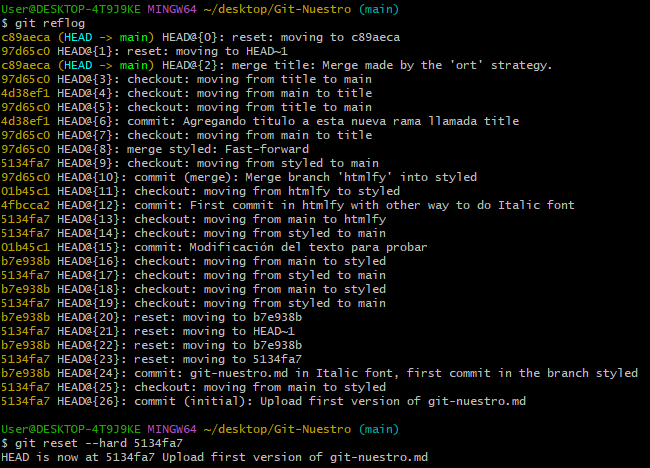 User@DESKTOP-4T9J9KE MINGW64 ~/desktop/Git-Nuestro (main)
$ git reflog
c89aeca (HEAD -> main) HEAD@{0}: reset: moving to c89aeca
97d65c0 HEAD@{1}: reset: moving to HEAD~1
c89aeca (HEAD -> main) HEAD@{2}: merge title: Merge made by the 'ort' strategy.
97d65c0 HEAD@{3}: checkout: moving from title to main
4d38ef1 HEAD@{4}: checkout: moving from main to title
97d65c0 HEAD@{5}: checkout: moving from title to main
4d38ef1 HEAD@{6}: commit: Agregando titulo a esta nueva rama llamada title
97d65c0 HEAD@{7}: checkout: moving from main to title
97d65c0 HEAD@{8}: merge styled: Fast-forward
5134fa7 HEAD@{9}: checkout: moving from styled to main
97d65c0 HEAD@{10}: commit (merge): Merge branch 'htmlfy' into styled
01b45c1 HEAD@{11}: checkout: moving from htmlfy to styled
4fbcca2 HEAD@{12}: commit: First commit in htmlfy with other way to do Italic font
5134fa7 HEAD@{13}: checkout: moving from main to htmlfy
5134fa7 HEAD@{14}: checkout: moving from styled to main
01b45c1 HEAD@{15}: commit: Modificación del texto para probar
b7e938b HEAD@{16}: checkout: moving from main to styled
5134fa7 HEAD@{17}: checkout: moving from styled to main
b7e938b HEAD@{18}: checkout: moving from main to styled
5134fa7 HEAD@{19}: checkout: moving from styled to main
b7e938b HEAD@{20}: reset: moving to b7e938b
5134fa7 HEAD@{21}: reset: moving to HEAD~1
b7e938b HEAD@{22}: reset: moving to b7e938b
5134fa7 HEAD@{23}: reset: moving to 5134fa7
b7e938b HEAD@{24}: commit: git-nuestro.md in Italic font, first commit in the branch styled
5134fa7 HEAD@{25}: checkout: moving from main to styled
5134fa7 HEAD@{26}: commit (initial): Upload first version of git-nuestro.md
User@DESKTOP-4T9J9KE MINGW64 ~/desktop/Git-Nuestro (main)
$ git reset --hard 5134fa7
HEAD is now at 5134fa7 Upload first version of git-nuestro.md